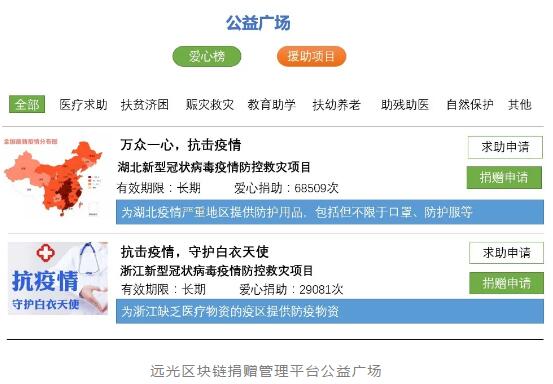 公益广场
爱心榜 援助项目
全部 医疗求助 扶贫济困 赈灾救灾 教育助学 扶幼养老 助残助医 自然保护 其他
全国肺肺疫情分布图
万众一心，抗击疫情
求助申请
湖北新型冠状病毒疫情防控救灾项目
捐赠申请
有效期限：长期 爱心捐助：68509次
为湖北疫情严重地区提供防护用品，包括但不限于口罩、防护服等
抗疫情
守护白衣天使
抗击疫情，守护白衣天使
求助申请
浙江新型冠状病毒疫情防控救灾项目
捐赠申请
有效期限：长期 爱心捐助：29081次
为浙江缺乏医疗物资的疫区提供防疫物资
远光区块链捐赠管理平台公益广场